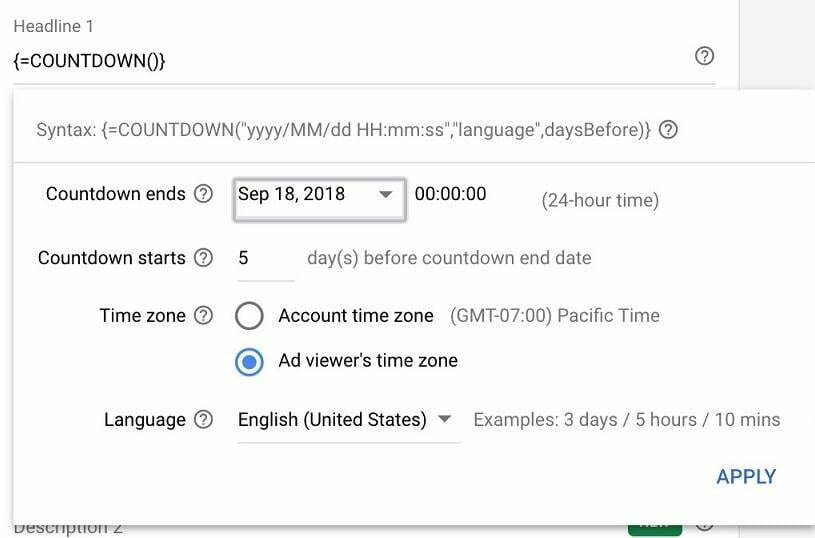 Headline 1
{=COUNTDOWN()}
Syntax: {=COUNTDOWN("yyyy/MM/dd HH:mm:ss","language",daysBefore)}
Countdown ends Sep 18, 2018 00:00:00 (24-hour time)
Countdown starts 5 day(s) before countdown end date
Time zone Account time zone (GMT-07:00) Pacific Time
Ad viewer's time zone
Language English (United States) Examples: 3 days / 5 hours / 10 mins
APPLY
Description 2 NEW